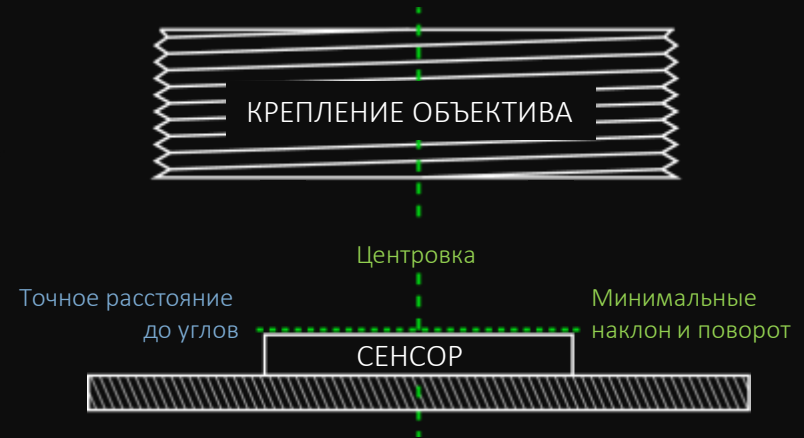 КРЕПЛЕНИЕ ОБЪЕКТИВА
Центровка
Точное расстояние
до углов
Минимальные
наклон и поворот
СЕНСОР